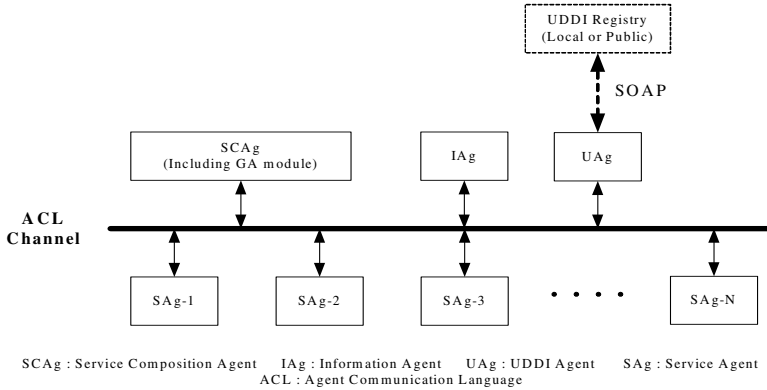 UDDI Registry
(Local or Public)
SOAP
SCAg
(Including GA module)
IAg
UAg
ACL
Channel
SAg-1
SAg-2
SAg-3
. . . .
SAg-N
SCAg : Service Composition Agent IAg : Information Agent UAg : UDDI Agent SAg : Service Agent
ACL : Agent Communication Language